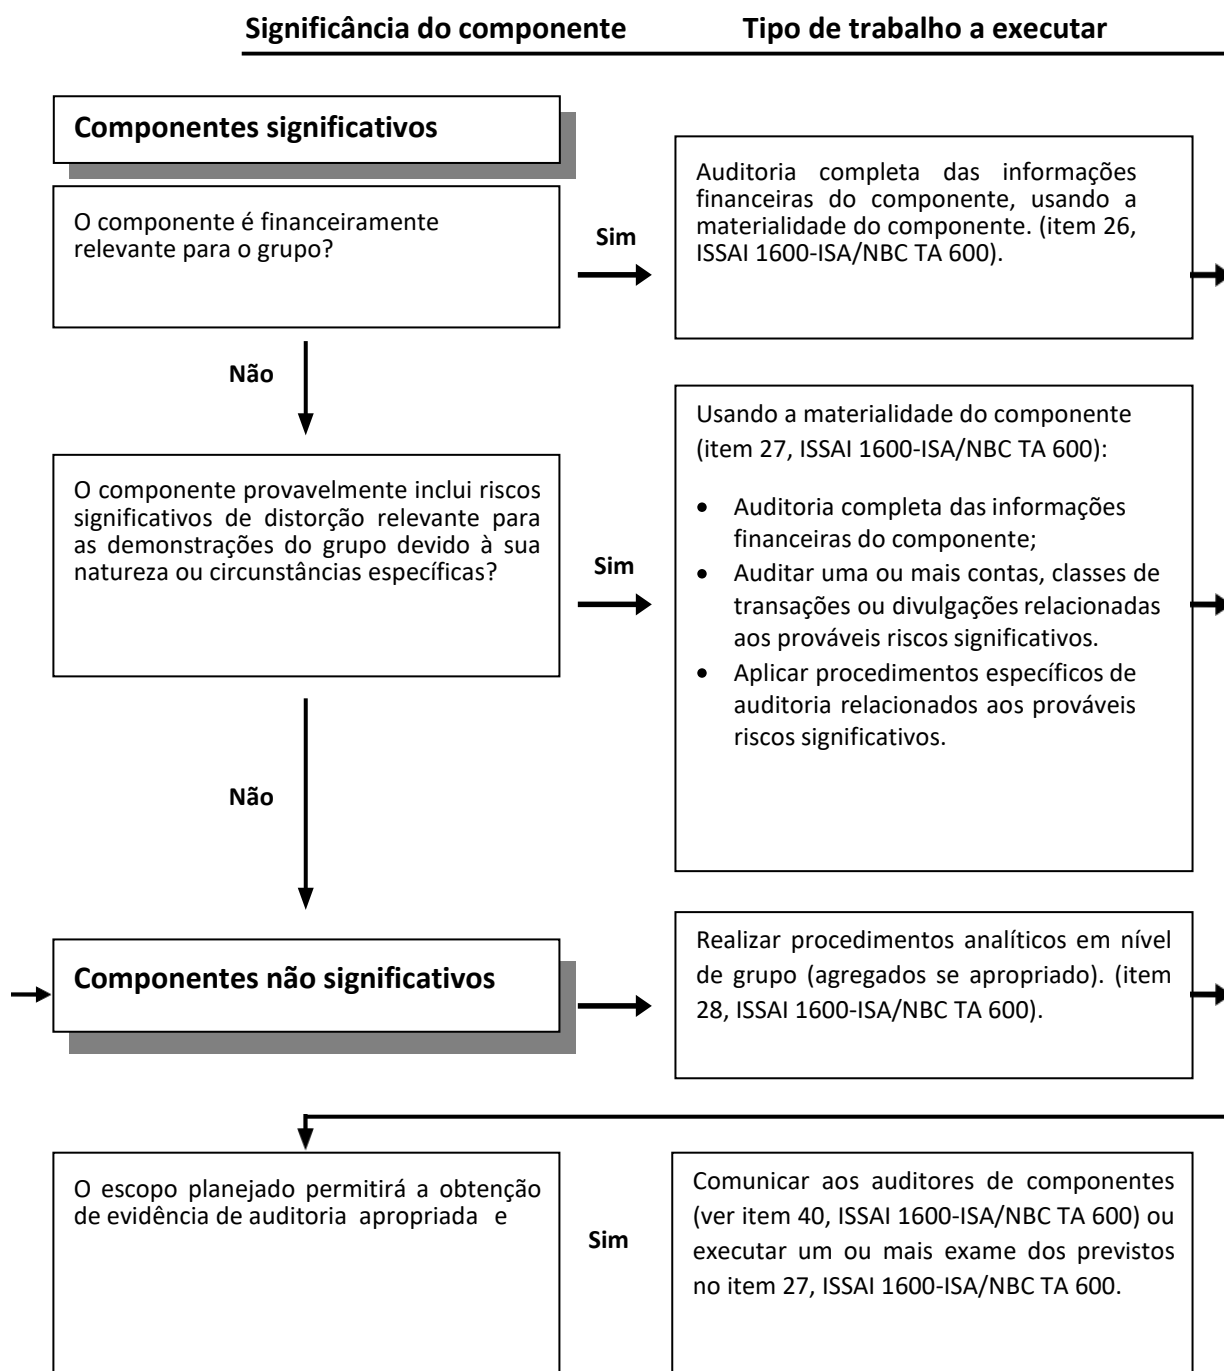 Significância do componente
Tipo de trabalho a executar
Componentes significativos
O componente é financeiramente
relevante para o grupo?
Sim
Auditoria completa das informações
financeiras do componente, usando a
materialidade do componente. (item 26,
ISSAI 1600-ISA/NBC TA 600).
Não
O componente provavelmente inclui riscos
significativos de distorção relevante para
as demonstrações do grupo devido à sua
natureza ou circunstâncias específicas?
Sim
Usando a materialidade do componente
(item 27, ISSAI 1600-ISA/NBC TA 600):
• Auditoria completa das informações
financeiras do componente;
• Auditar uma ou mais contas, classes de
transações ou divulgações relacionadas
aos prováveis riscos significativos.
• Aplicar procedimentos específicos de
auditoria relacionados aos prováveis
riscos significativos.
Não
Componentes não significativos
Realizar procedimentos analíticos em nível
de grupo (agregados se apropriado). (item
28, ISSAI 1600-ISA/NBC TA 600).
O escopo planejado permitirá a obtenção
de evidência de auditoria apropriada e
Sim
Comunicar aos auditores de componentes
(ver item 40, ISSAI 1600-ISA/NBC TA 600) ou
executar um ou mais exame dos previstos
no item 27, ISSAI 1600-ISA/NBC TA 600.